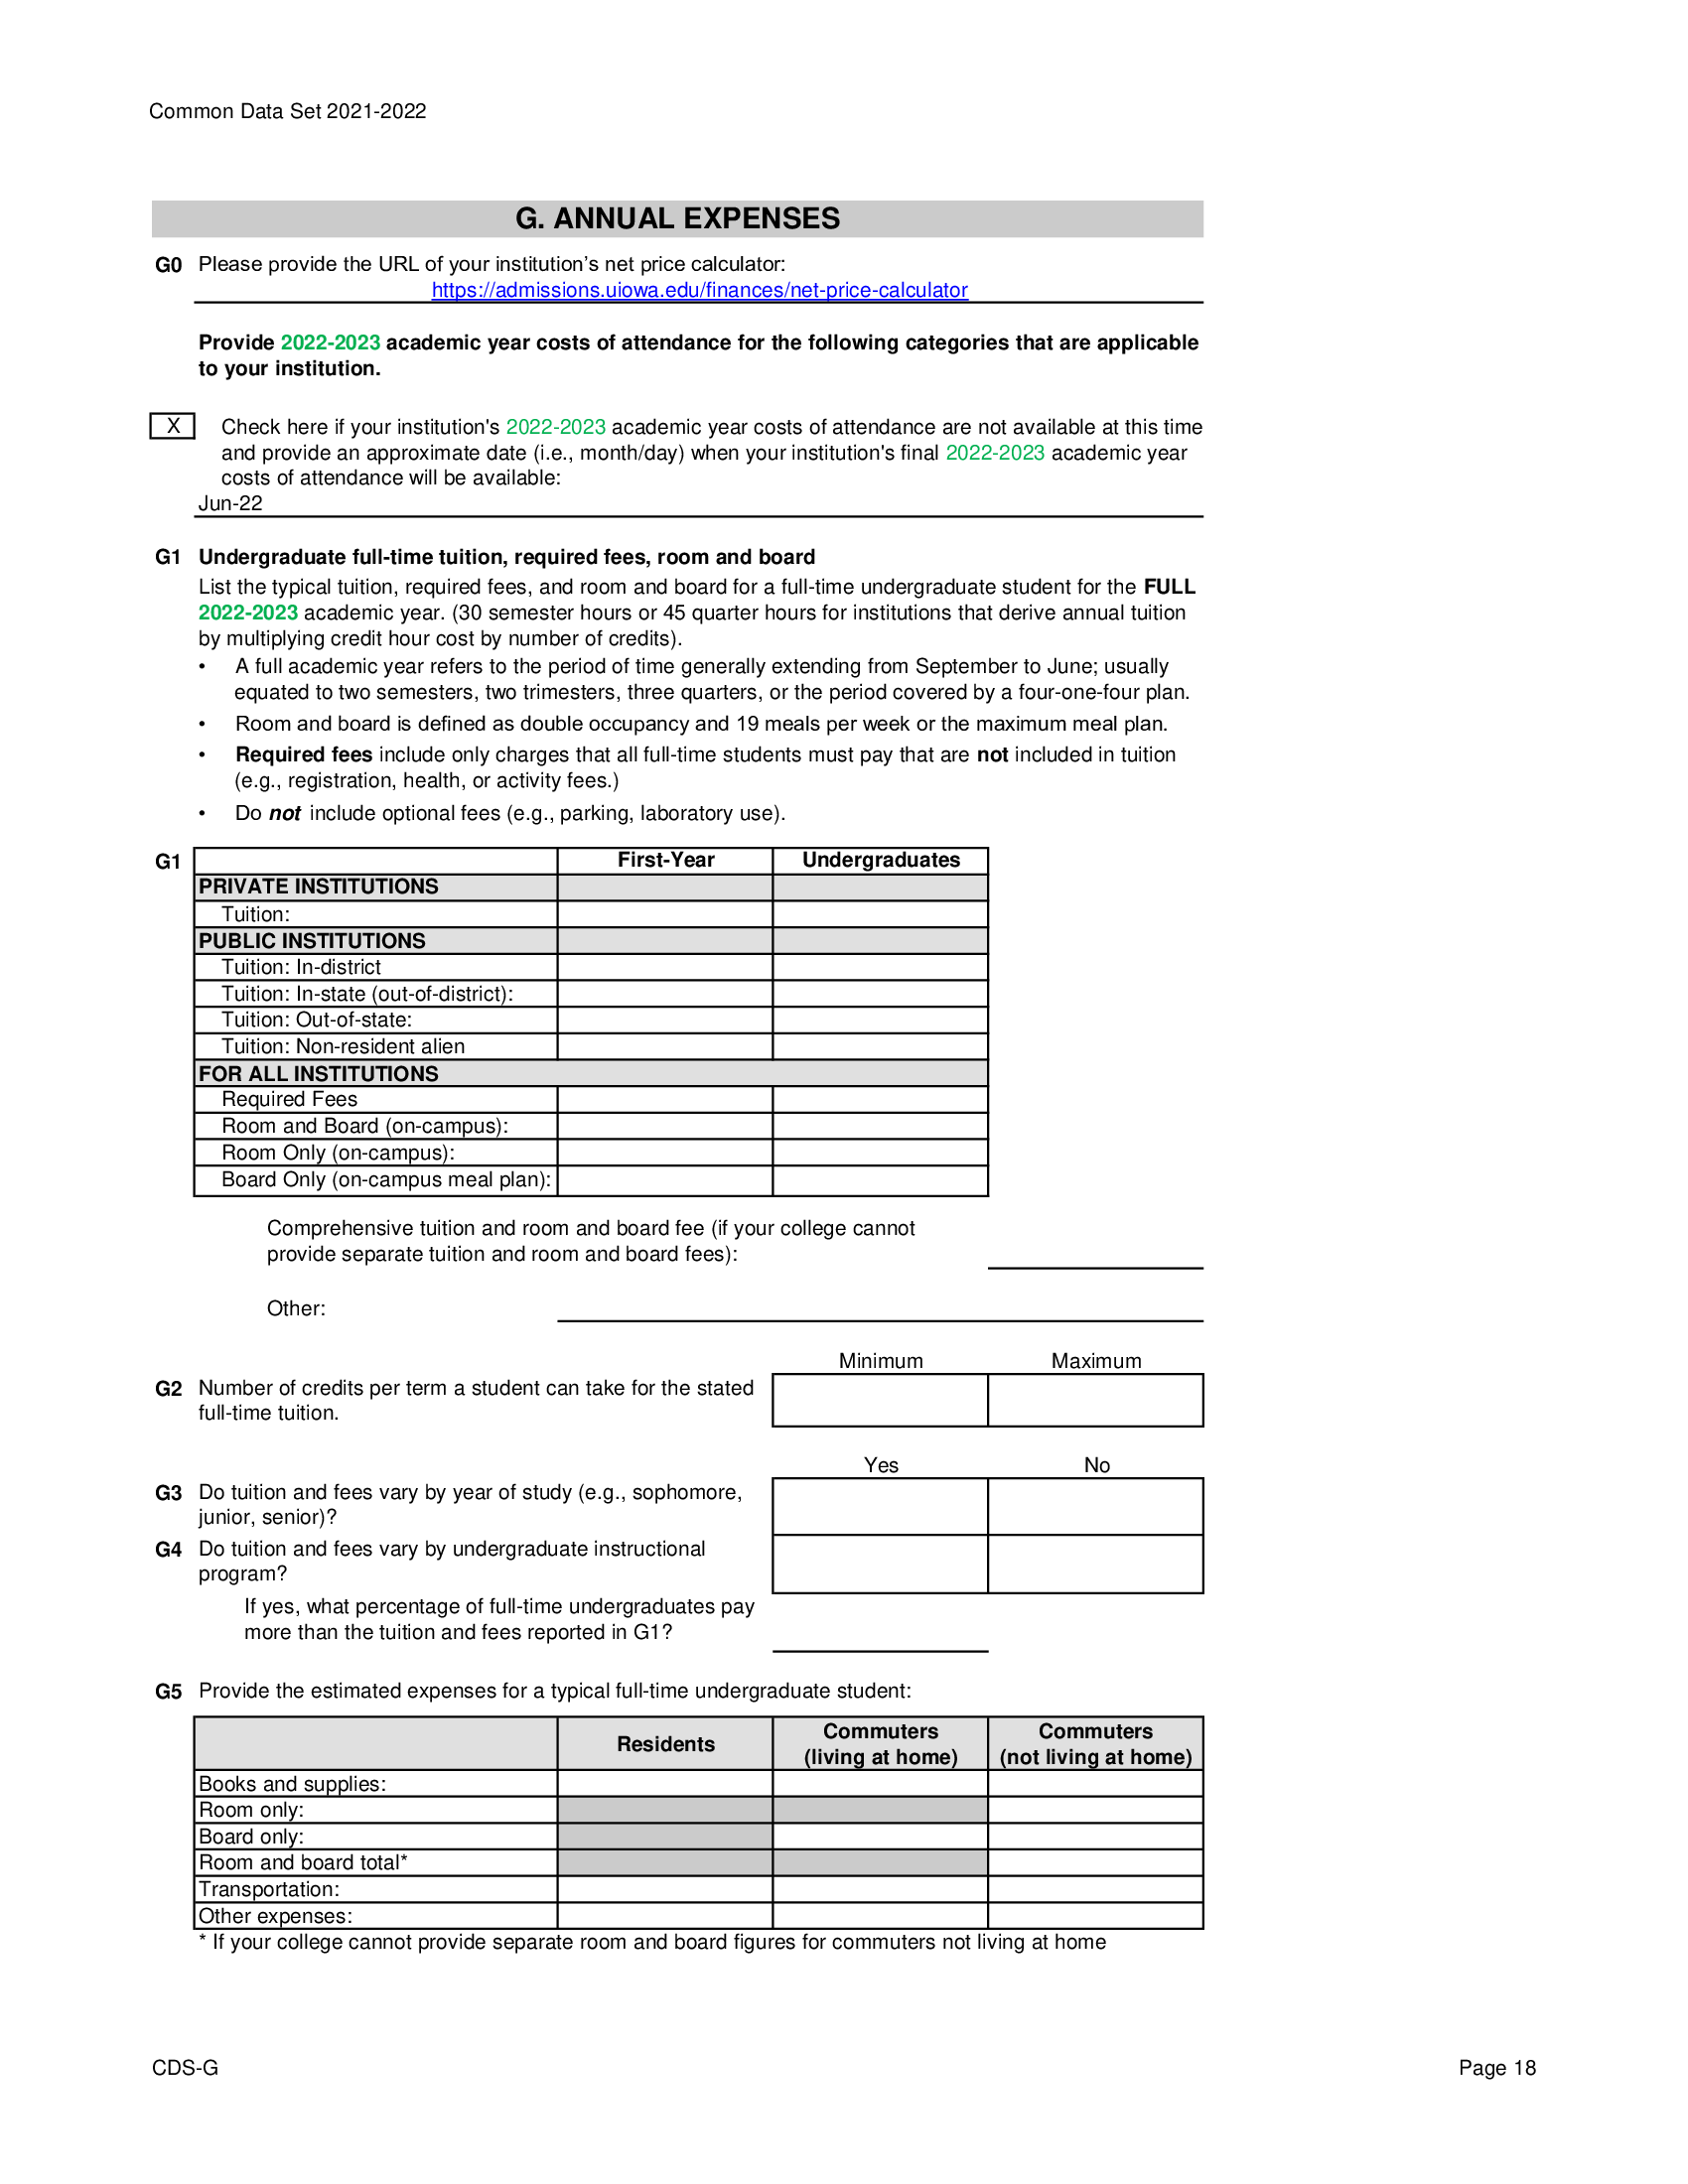 Common Data Set 2021-2022
G. ANNUAL EXPENSES
G0 Please provide the URL of your institution’s net price calculator:
https://admissions.uiowa.edu/finances/net-price-calculator
Provide 2022-2023 academic year costs of attendance for the following categories that are applicable
to your institution.
X Check here if your institution's 2022-2023 academic year costs of attendance are not available at this time
and provide an approximate date (i.e., month/day) when your institution's final 2022-2023 academic year
costs of attendance will be available:
Jun-22
G1 Undergraduate full-time tuition, required fees, room and board
List the typical tuition, required fees, and room and board for a full-time undergraduate student for the FULL
2022-2023 academic year. (30 semester hours or 45 quarter hours for institutions that derive annual tuition
by multiplying credit hour cost by number of credits).
• A full academic year refers to the period of time generally extending from September to June; usually
equated to two semesters, two trimesters, three quarters, or the period covered by a four-one-four plan.
• Room and board is defined as double occupancy and 19 meals per week or the maximum meal plan.
• Required fees include only charges that all full-time students must pay that are not included in tuition
(e.g., registration, health, or activity fees.)
• Do not include optional fees (e.g., parking, laboratory use).
G1 First-Year Undergraduates
PRIVATE INSTITUTIONS
Tuition:
PUBLIC INSTITUTIONS
Tuition: In-district
Tuition: In-state (out-of-district):
Tuition: Out-of-state:
Tuition: Non-resident alien
FOR ALL INSTITUTIONS
Required Fees
Room and Board (on-campus):
Room Only (on-campus):
Board Only (on-campus meal plan):
Comprehensive tuition and room and board fee (if your college cannot
provide separate tuition and room and board fees):
Other:
Minimum Maximum
G2 Number of credits per term a student can take for the stated
full-time tuition.
Yes No
G3 Do tuition and fees vary by year of study (e.g., sophomore,
junior, senior)?
G4 Do tuition and fees vary by undergraduate instructional
program?
If yes, what percentage of full-time undergraduates pay
more than the tuition and fees reported in G1?
G5 Provide the estimated expenses for a typical full-time undergraduate student:
Residents Commuters Commuters
(living at home) (not living at home)
Books and supplies:
Room only:
Board only:
Room and board total*
Transportation:
Other expenses:
* If your college cannot provide separate room and board figures for commuters not living at home
CDS-G Page 18